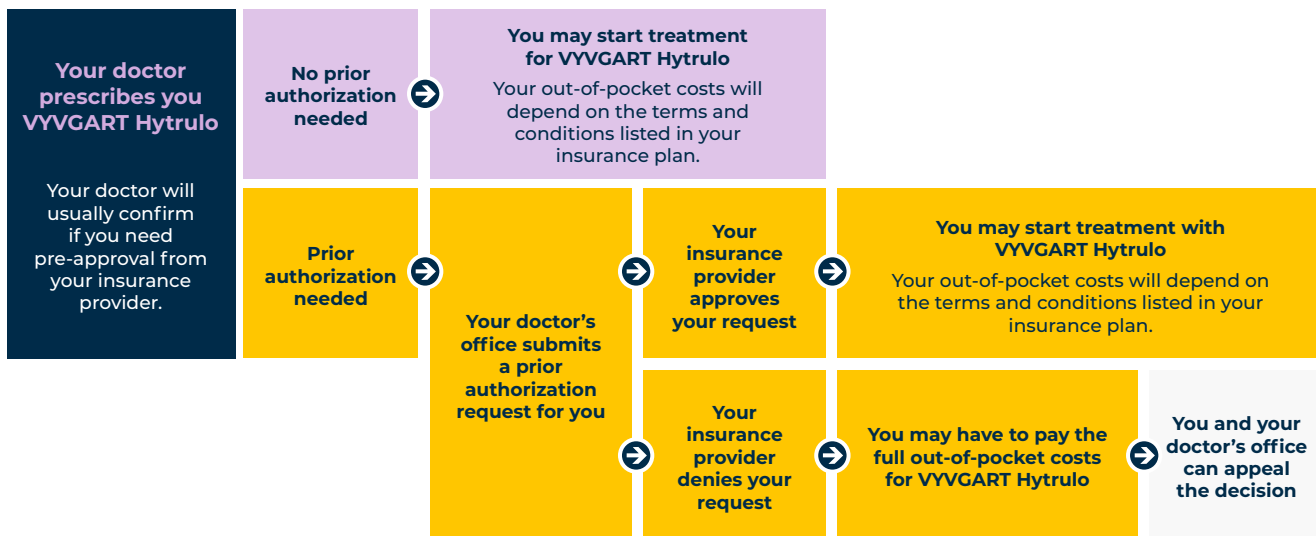 Your doctor
prescribes you
VYVGART Hytrulo
Your doctor will
usually confirm
if you need
pre-approval from
your insurance
provider.
No prior
authorization
needed
You may start treatment
for VYVGART Hytrulo
Your out-of-pocket costs will
depend on the terms and
conditions listed in your
insurance plan.
Prior
authorization
needed
Your doctor's
office submits
a prior
authorization
request for you
Your
insurance
provider
approves
your request
You may start treatment with
VYVGART Hytrulo
Your out-of-pocket costs will depend on
the terms and conditions listed in your
insurance plan.
Your
insurance
provider
denies your
request
You may have to pay the
full out-of-pocket costs
for VYVGART Hytrulo
You and your
doctor's office
can appeal
the decision